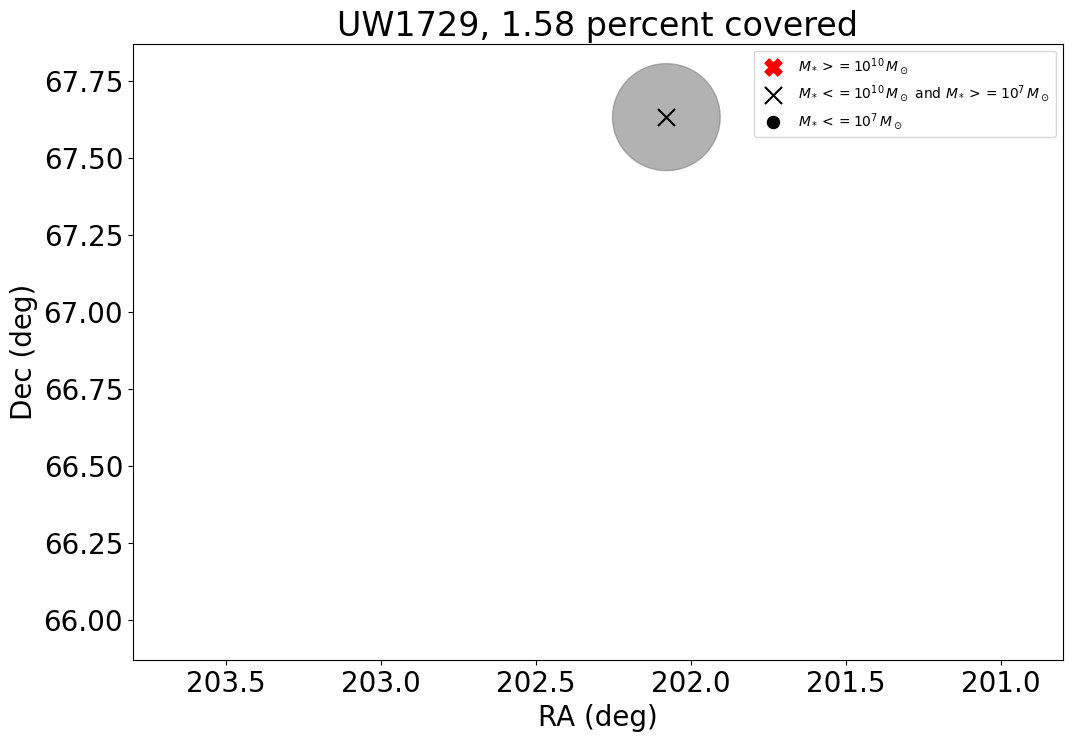 UW1729, 1.58 percent covered
M* >= 10^10 M⊙
M* <= 10^10 M⊙ and M* >= 10^7 M⊙
M* <= 10^7 M⊙
67.75
67.50
67.25
67.00
66.75
66.50
66.25
66.00
Dec (deg)
203.5 203.0 202.5 202.0 201.5 201.0
RA (deg)